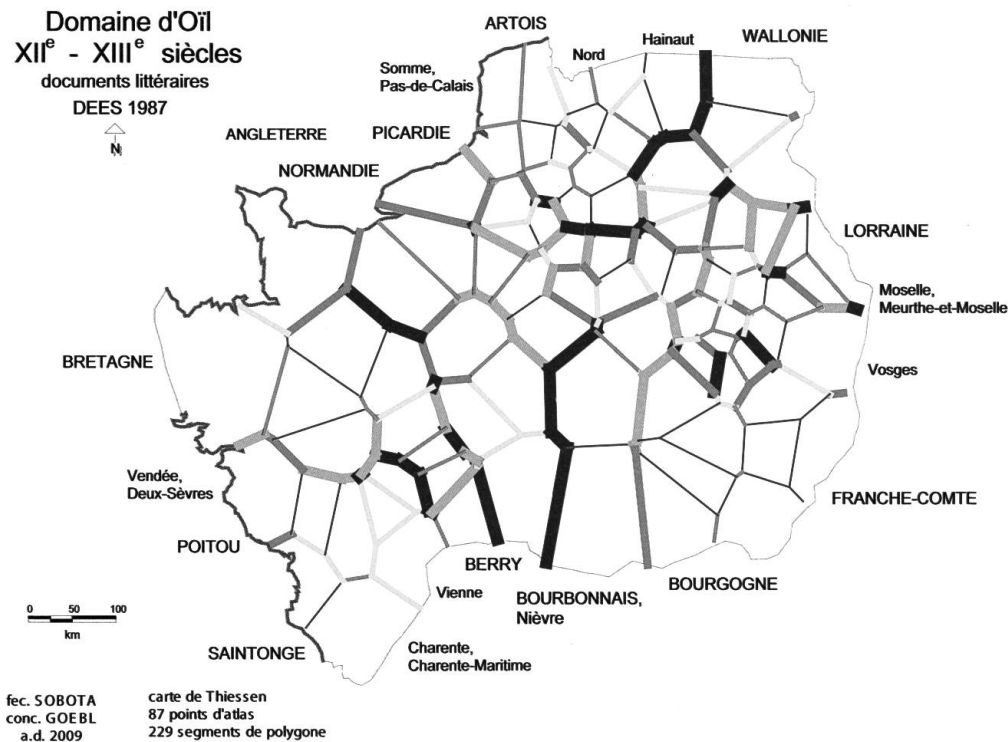 Domaine d'Oïl
XIIe - XIIIe siècles
documents littéraires
DEES 1987
N
ARTOIS
Nord
Hainaut
WALLONIE
Somme,
Pas-de-Calais
ANGLETERRE
PICARDIE
NORMANDIE
LORRAINE
Moselle,
Meurthe-et-Moselle
BRETAGNE
Vosges
Vendée,
Deux-Sèvres
FRANCHE-COMTE
POITOU
BERRY
BOURGOGNE
Vienne
BOURBONNAIS,
Nièvre
0 50 100
km
SAINTONGE
Charente,
Charente-Maritime
fec. SOBOTA
conc. GOEBL
a.d. 2009
carte de Thiessen
87 points d'atlas
229 segments de polygone